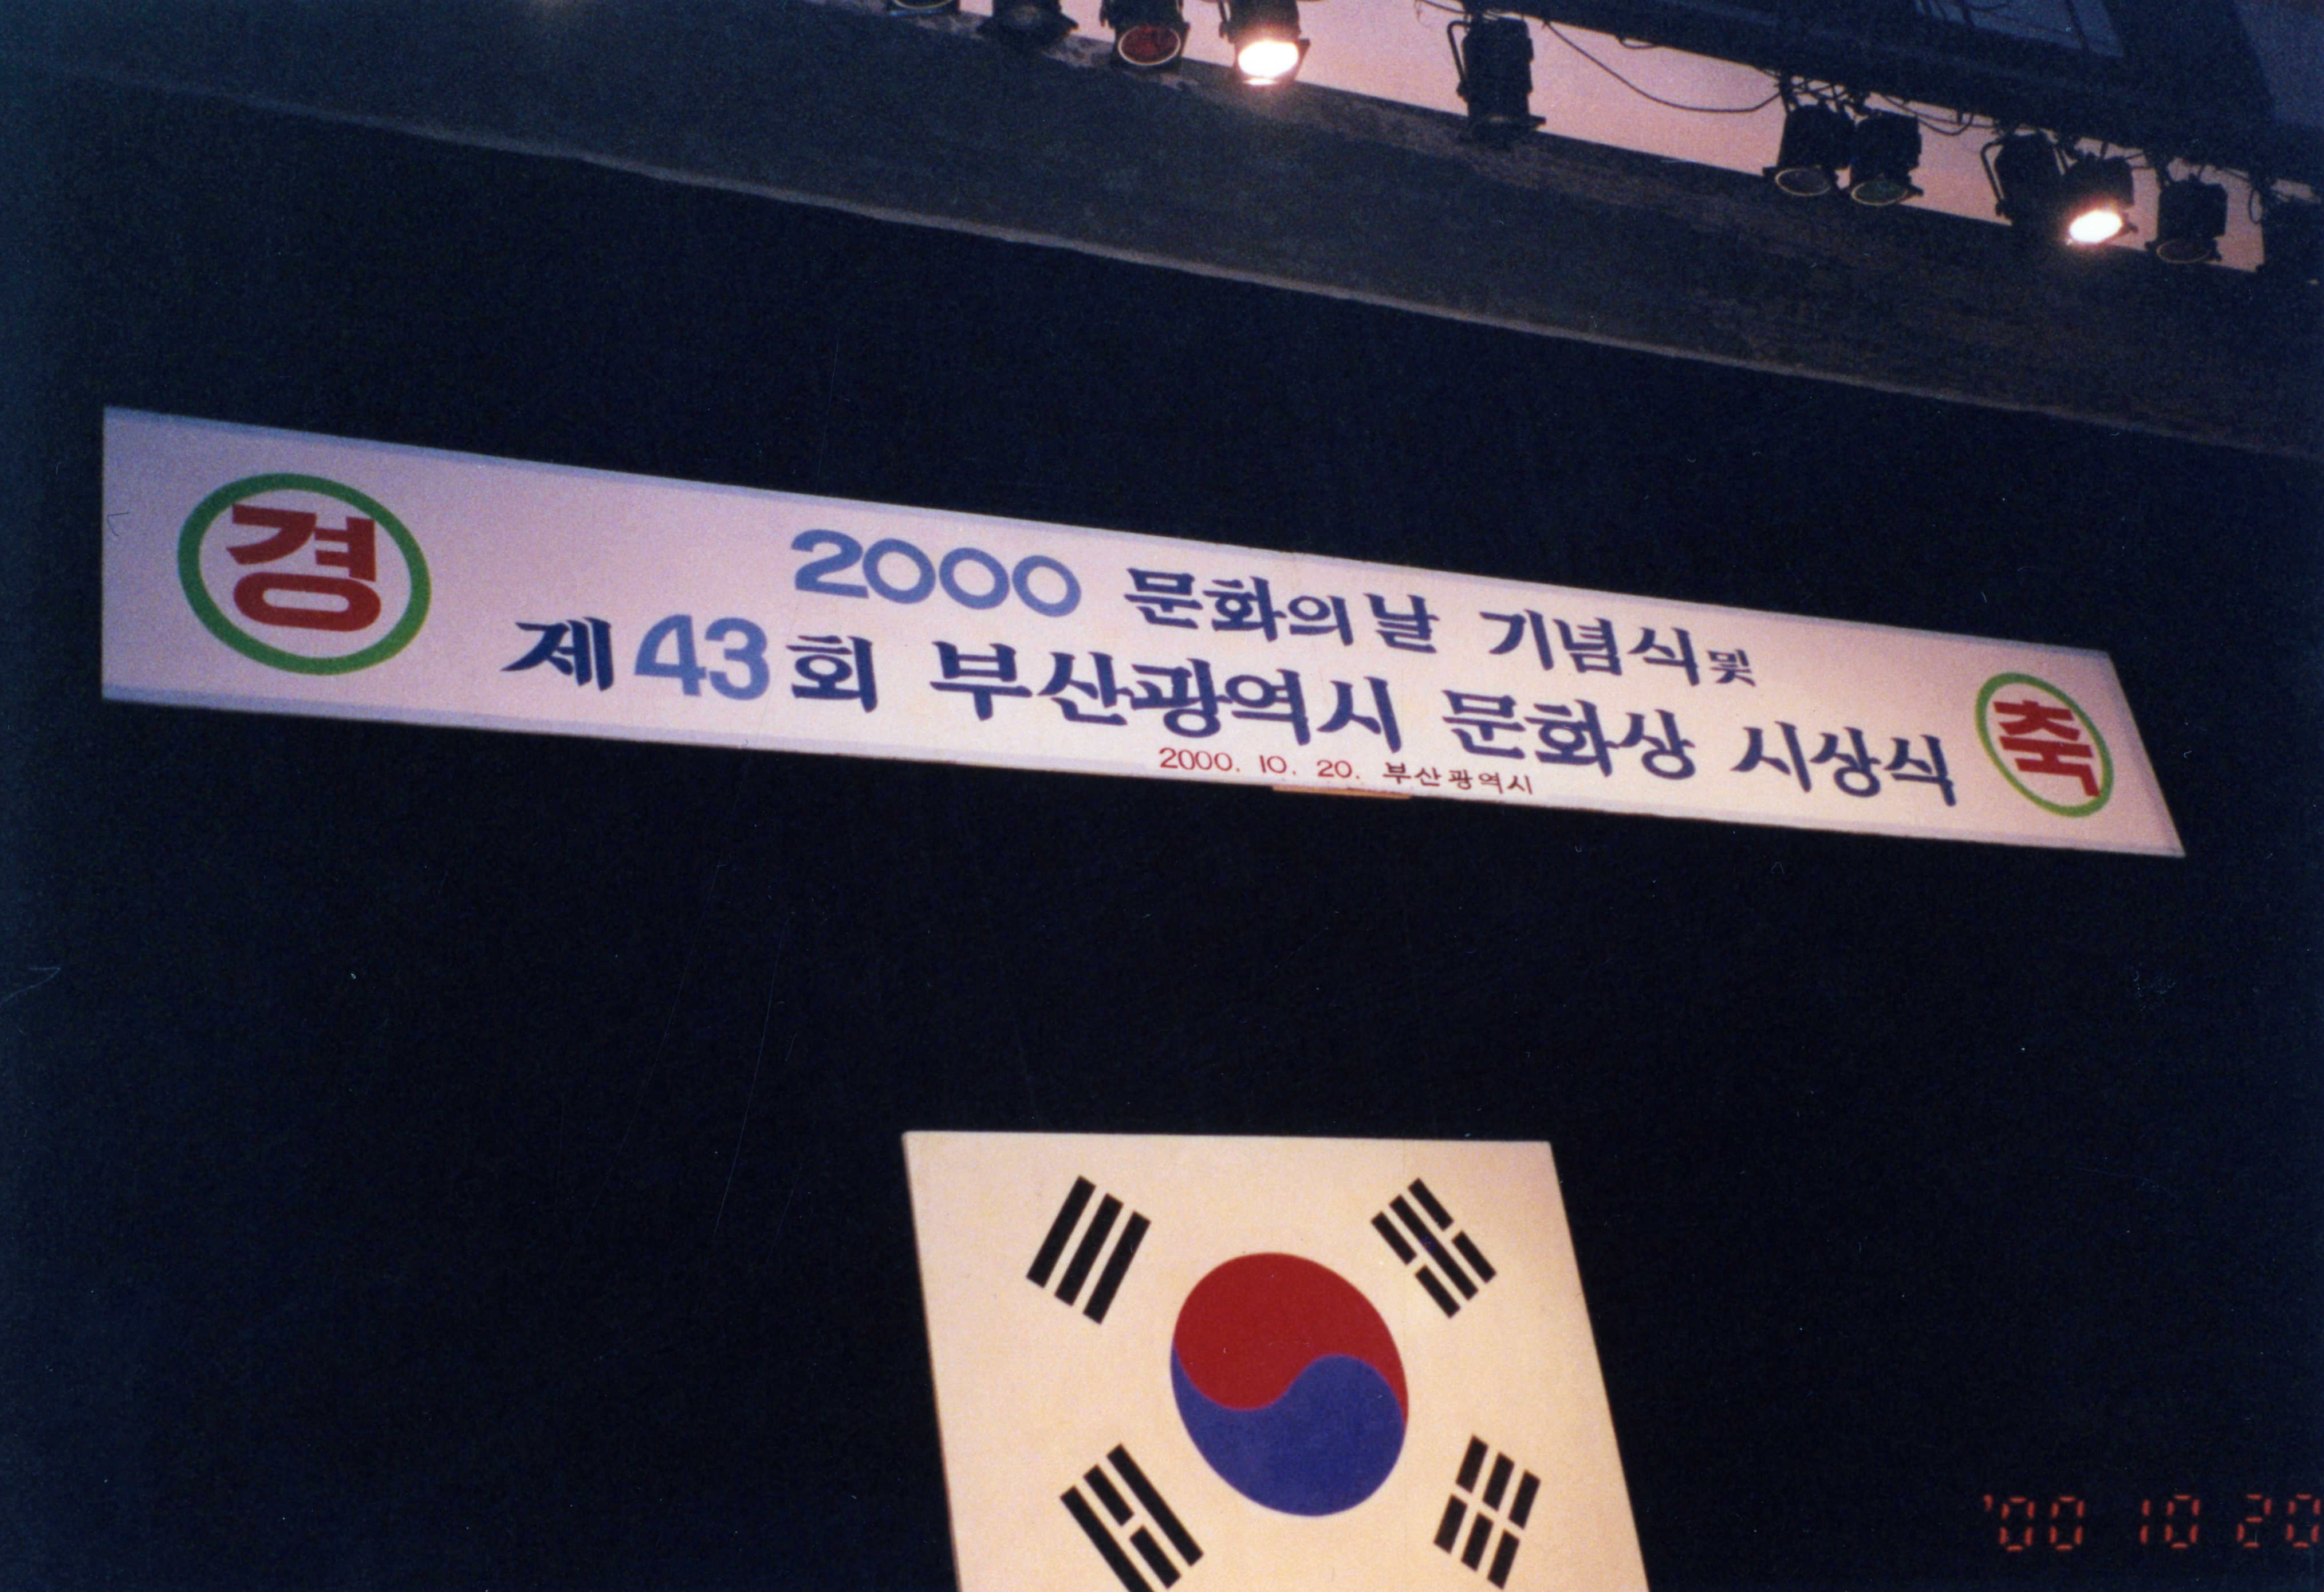 경 축
2000 문화의날 기념식및
제43회 부산광역시 문화상 시상식
2000. 10. 20. 부산광역시
'00 10 20